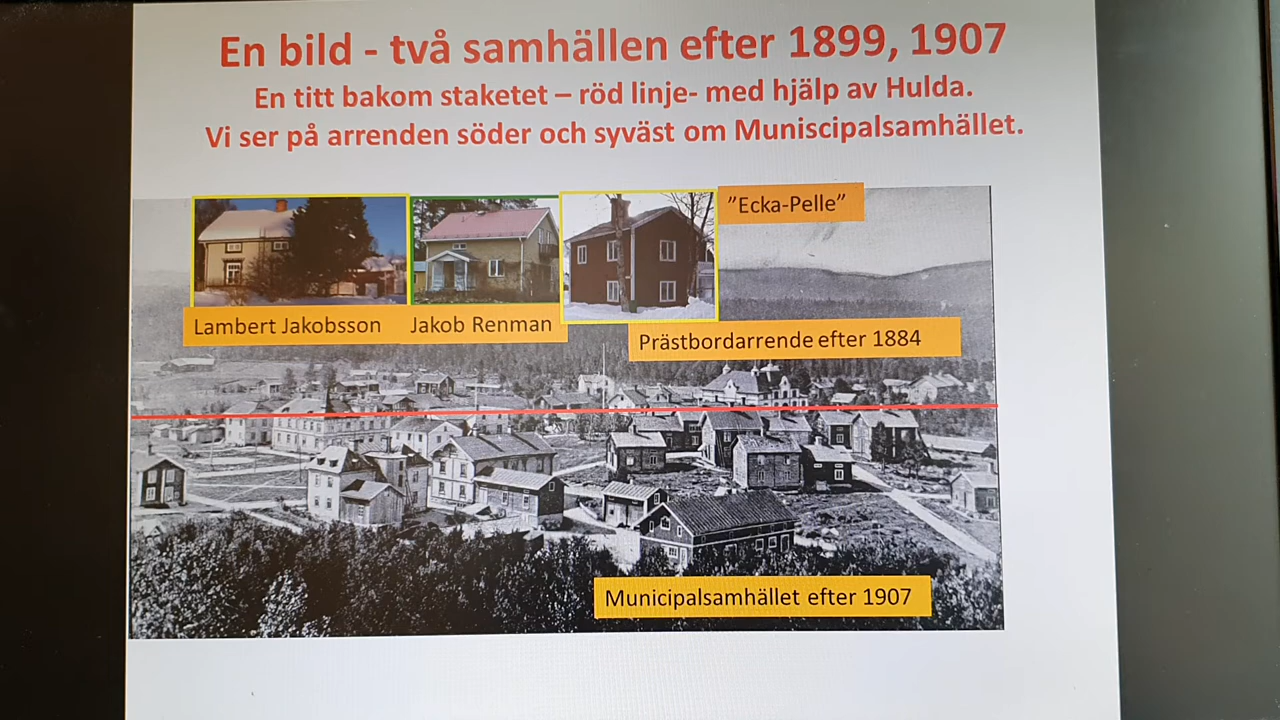 En bild - två samhällen efter 1899, 1907
En titt bakom staketet – röd linje- med hjälp av Hulda.
Vi ser på arrenden söder och syväst om Muniscipalsamhället.
”Ecka-Pelle”
Lambert Jakobsson
Jakob Renman
Prästbordarrende efter 1884
Municipalsamhället efter 1907